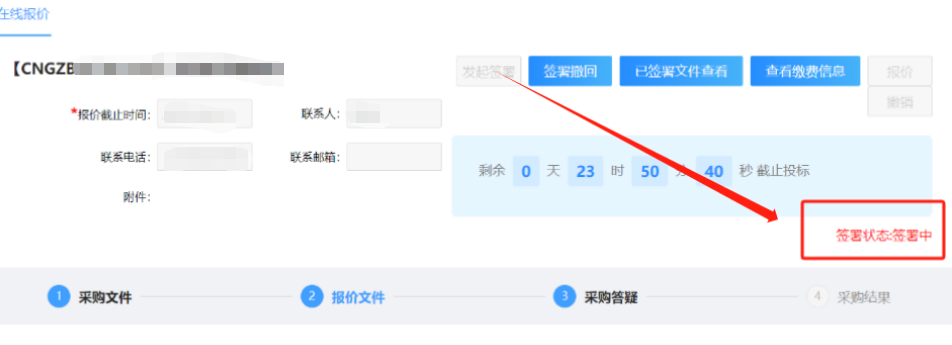 在线报价
【CNGZB
发起签署 签署撤回 已签署文件查看 查看缴费信息 报价
撤销
*报价截止时间: 联系人:
联系电话: 联系邮箱:
剩余 0 天 23 时 50 分 40 秒 截止投标
附件:
签署状态:签署中
1 采购文件 2 报价文件 3 采购答疑 4 采购结果